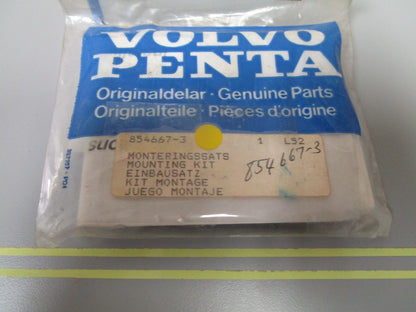 VOLVO
PENTA
Originaldelar · Genuine Parts
Originalteile · Pièces d'origine
854667-3 1 LS2
MONTERINGSSATS
MOUNTING KIT
EINBAUSATZ
KIT MONTAGE
JUEGO MONTAJE
854667-3